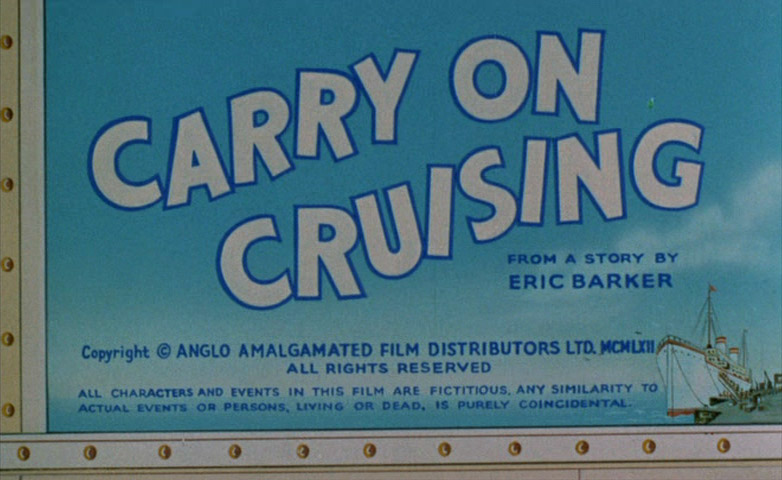 CARRY ON
CRUISING
FROM A STORY BY
ERIC BARKER
Copyright © ANGLO AMALGAMATED FILM DISTRIBUTORS LTD. MCMLXII
ALL RIGHTS RESERVED
ALL CHARACTERS AND EVENTS IN THIS FILM ARE FICTITIOUS. ANY SIMILARITY TO
ACTUAL EVENTS OR PERSONS, LIVING OR DEAD, IS PURELY COINCIDENTAL.